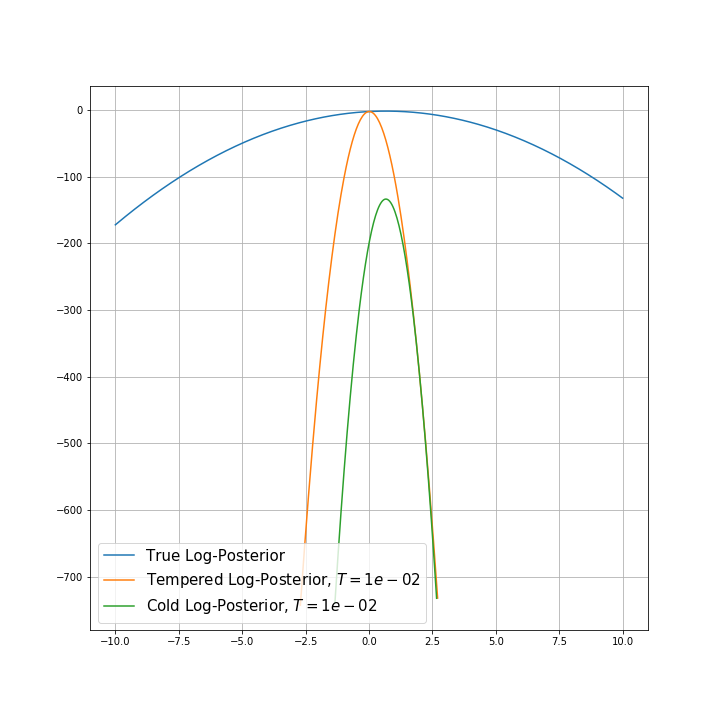 0
−100
−200
−300
−400
−500
−600
−700
True Log-Posterior
Tempered Log-Posterior, T = 1e − 02
Cold Log-Posterior, T = 1e − 02
−10.0 −7.5 −5.0 −2.5 0.0 2.5 5.0 7.5 10.0